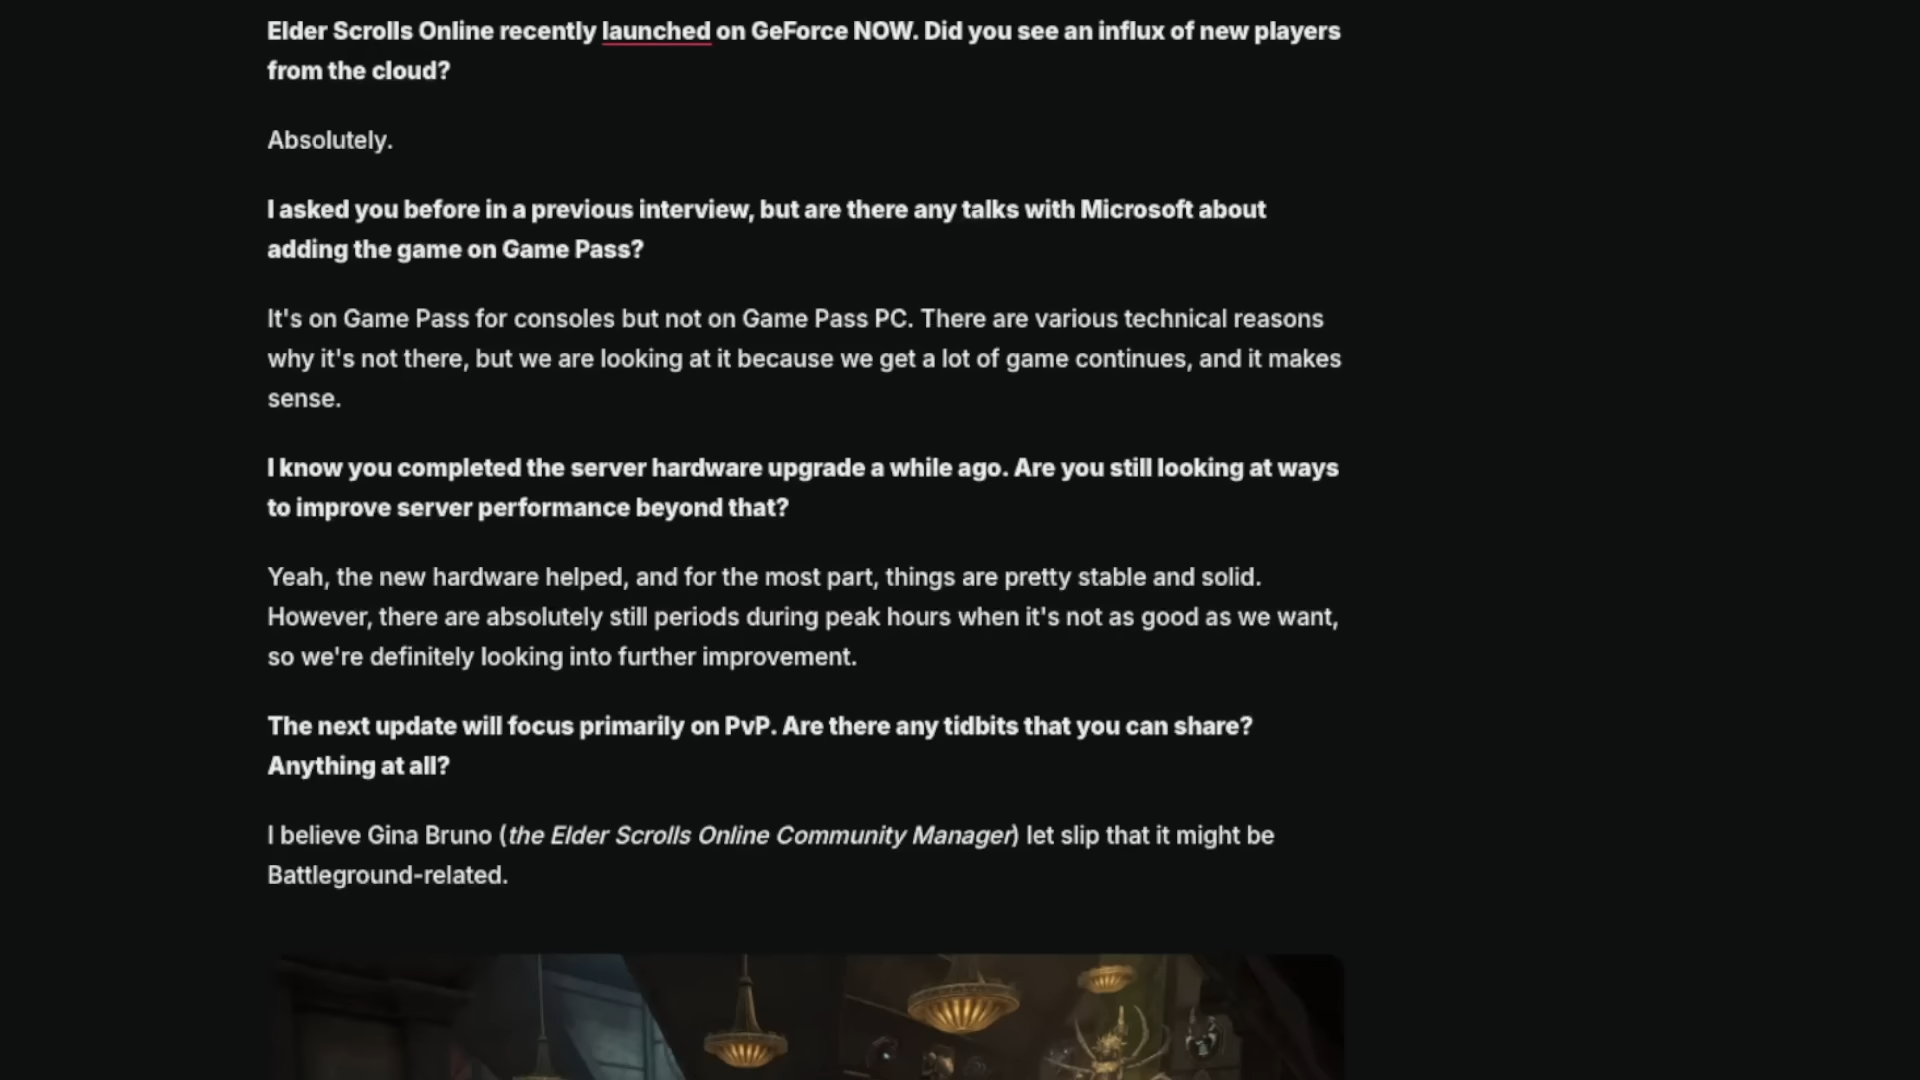 Elder Scrolls Online recently launched on GeForce NOW. Did you see an influx of new players
from the cloud?
Absolutely.
I asked you before in a previous interview, but are there any talks with Microsoft about
adding the game on Game Pass?
It's on Game Pass for consoles but not on Game Pass PC. There are various technical reasons
why it's not there, but we are looking at it because we get a lot of game continues, and it makes
sense.
I know you completed the server hardware upgrade a while ago. Are you still looking at ways
to improve server performance beyond that?
Yeah, the new hardware helped, and for the most part, things are pretty stable and solid.
However, there are absolutely still periods during peak hours when it's not as good as we want,
so we're definitely looking into further improvement.
The next update will focus primarily on PvP. Are there any tidbits that you can share?
Anything at all?
I believe Gina Bruno (the Elder Scrolls Online Community Manager) let slip that it might be
Battleground-related.